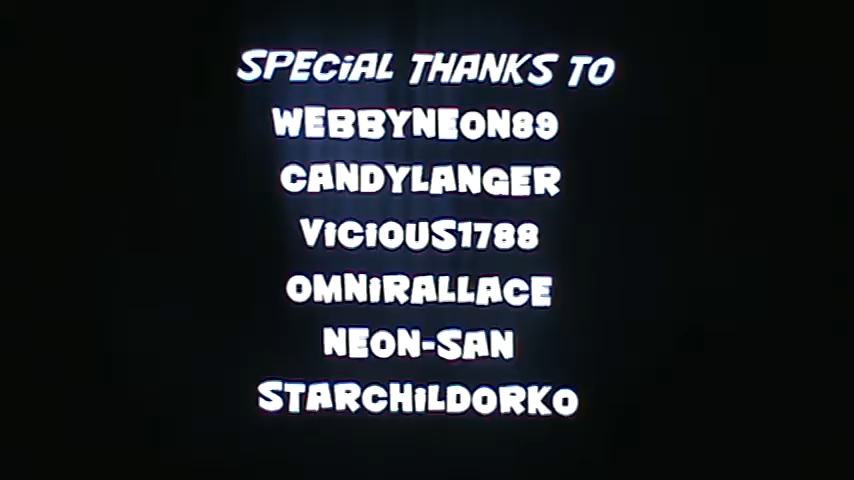 SPECiAL THANKS TO
WEBBYNEON89
CANDYLANGER
ViCiOUS1788
OMNiRALLACE
NEON-SAN
STARCHiLDORKO